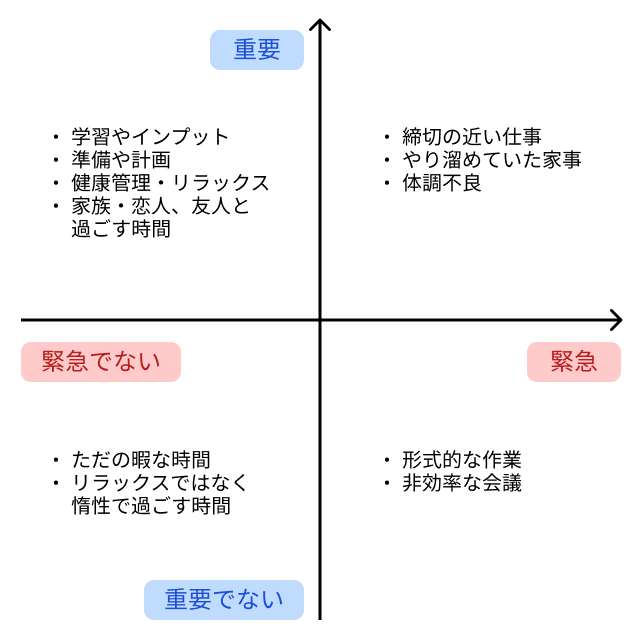 重要
・ 学習やインプット
・ 準備や計画
・ 健康管理・リラックス
・ 家族・恋人、友人と
過ごす時間
・ 締切の近い仕事
・ やり溜めていた家事
・ 体調不良
緊急でない
緊急
・ ただの暇な時間
・ リラックスではなく
惰性で過ごす時間
・ 形式的な作業
・ 非効率な会議
重要でない